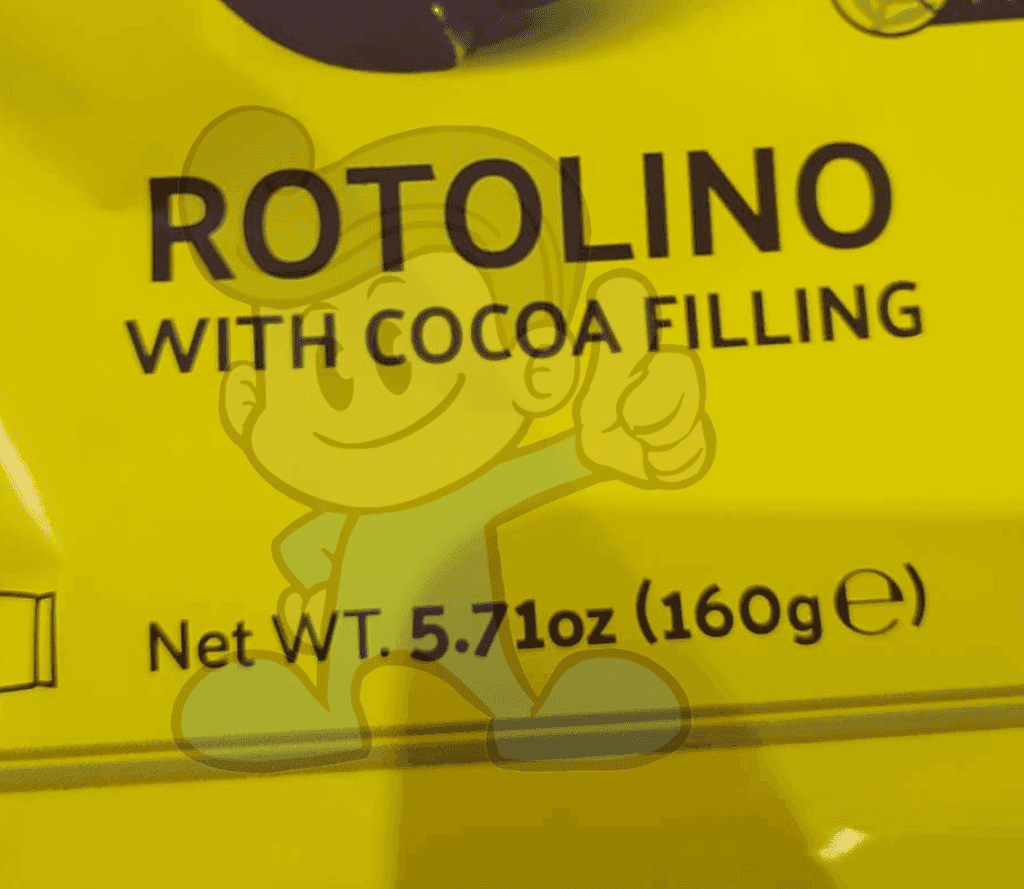 ROTOLINO
WITH COCOA FILLING
Net WT. 5.71oz (160g ℮)